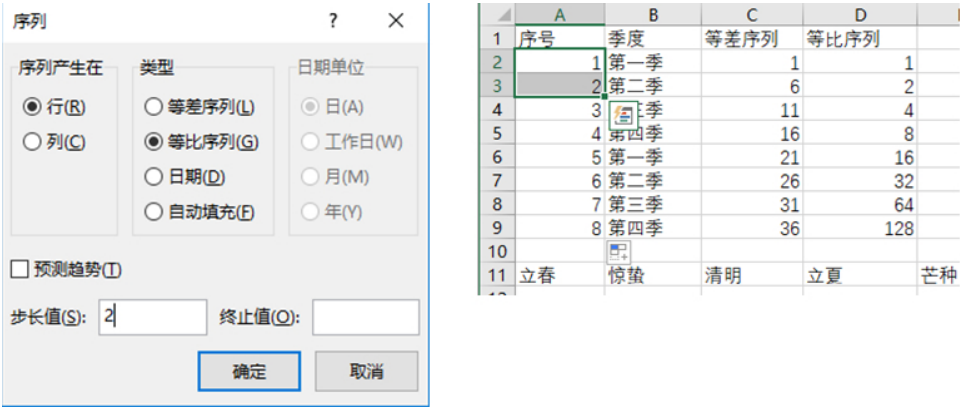 序列 ? ×
序列产生在 类型 日期单位
行(R) 等差序列(L) 日(A)
列(C) 等比序列(G) 工作日(W)
日期(D) 月(M)
自动填充(F) 年(Y)
预测趋势(T)
步长值(S): 2 终止值(O):
确定 取消
A B C D
1 序号 季度 等差序列 等比序列
2 1 第一季 1 1
3 2 第二季 6 2
4 3 三季 11 4
5 4 第四季 16 8
6 5 第一季 21 16
7 6 第二季 26 32
8 7 第三季 31 64
9 8 第四季 36 128
10
11 立春 惊蛰 清明 立夏 芒种